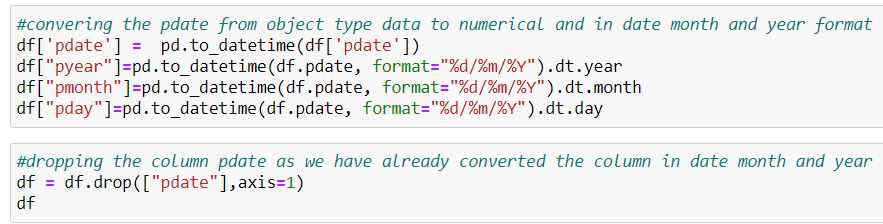 #convering the pdate from object type data to numerical and in date month and year format
df['pdate'] =  pd.to_datetime(df['pdate'])
df["pyear"]=pd.to_datetime(df.pdate, format="%d/%m/%Y").dt.year
df["pmonth"]=pd.to_datetime(df.pdate, format="%d/%m/%Y").dt.month
df["pday"]=pd.to_datetime(df.pdate, format="%d/%m/%Y").dt.day
#dropping the column pdate as we have already converted the column in date month and year
df = df.drop(["pdate"],axis=1)
df